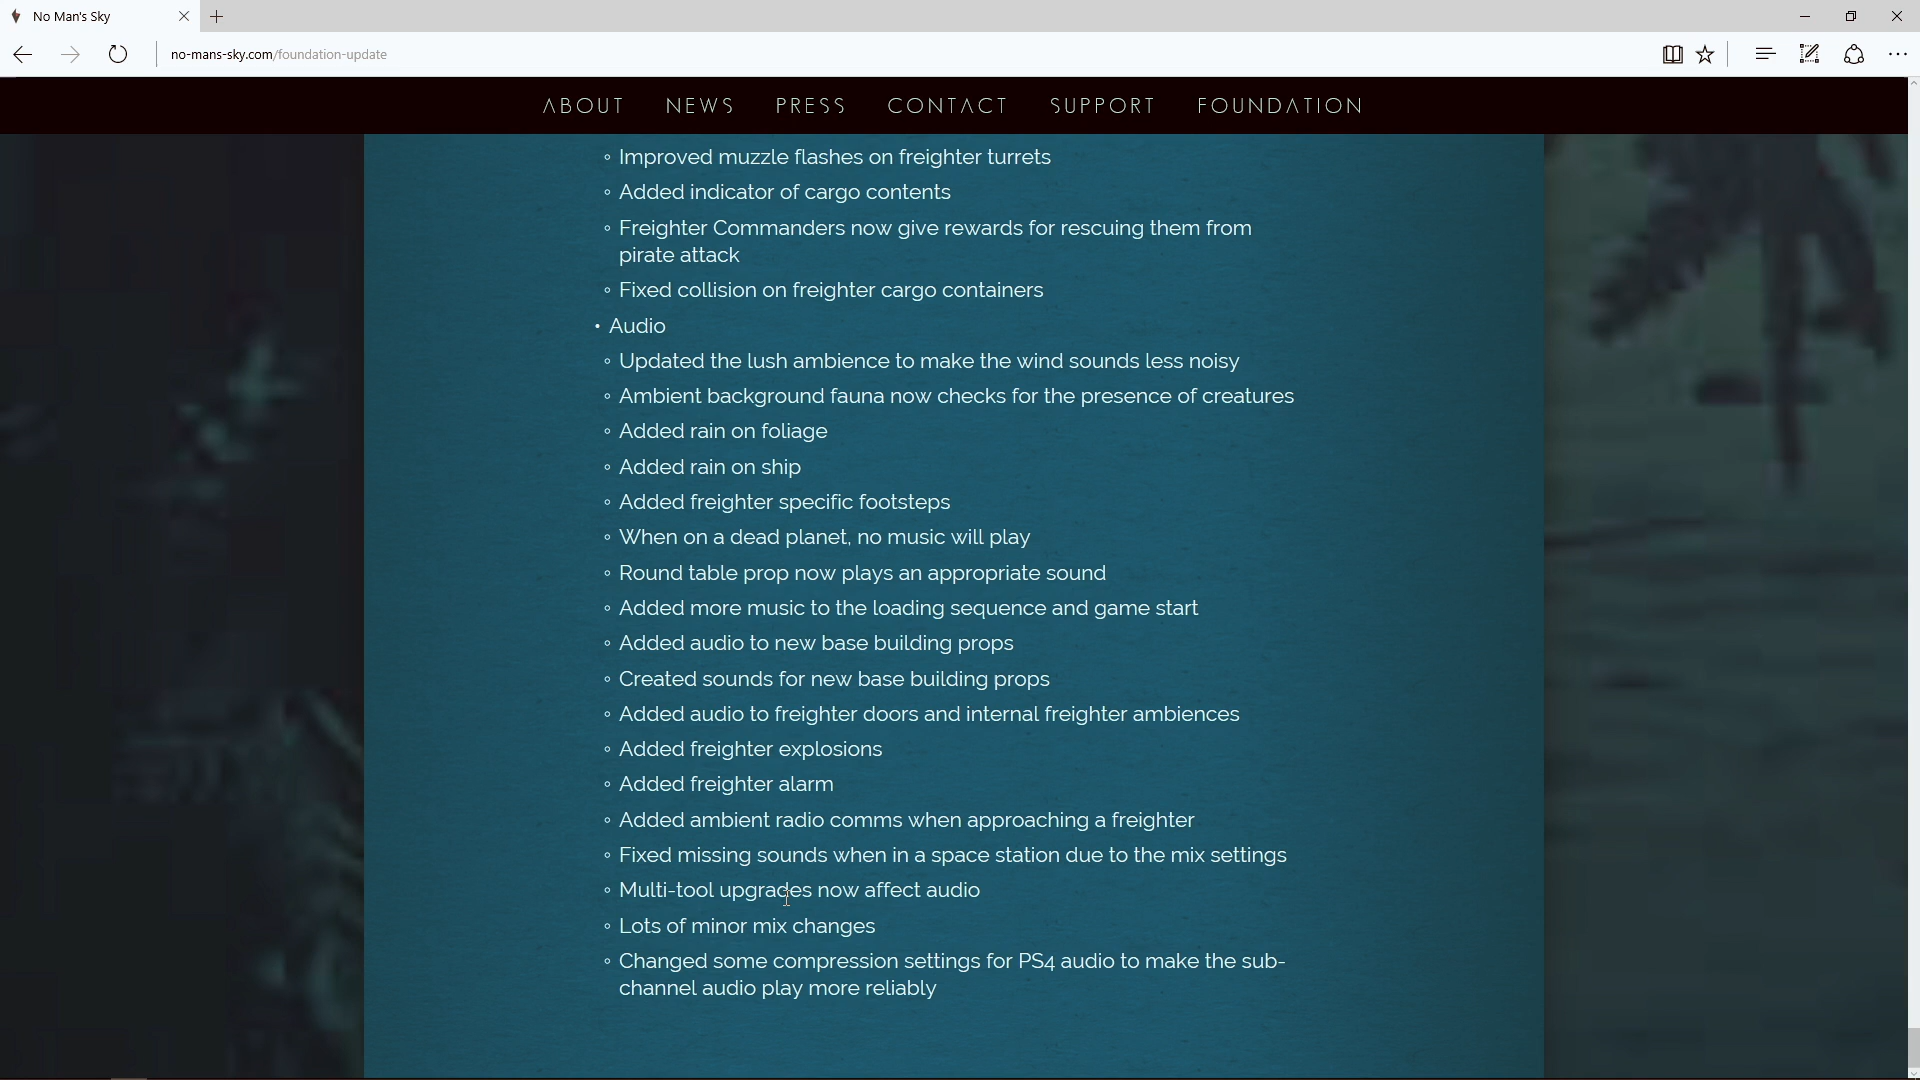 No Man's Sky
no-mans-sky.com/foundation-update
ABOUT NEWS PRESS CONTACT SUPPORT FOUNDATION
◦ Improved muzzle flashes on freighter turrets
◦ Added indicator of cargo contents
◦ Freighter Commanders now give rewards for rescuing them from
pirate attack
◦ Fixed collision on freighter cargo containers
• Audio
◦ Updated the lush ambience to make the wind sounds less noisy
◦ Ambient background fauna now checks for the presence of creatures
◦ Added rain on foliage
◦ Added rain on ship
◦ Added freighter specific footsteps
◦ When on a dead planet, no music will play
◦ Round table prop now plays an appropriate sound
◦ Added more music to the loading sequence and game start
◦ Added audio to new base building props
◦ Created sounds for new base building props
◦ Added audio to freighter doors and internal freighter ambiences
◦ Added freighter explosions
◦ Added freighter alarm
◦ Added ambient radio comms when approaching a freighter
◦ Fixed missing sounds when in a space station due to the mix settings
◦ Multi-tool upgrades now affect audio
◦ Lots of minor mix changes
◦ Changed some compression settings for PS4 audio to make the sub-
channel audio play more reliably